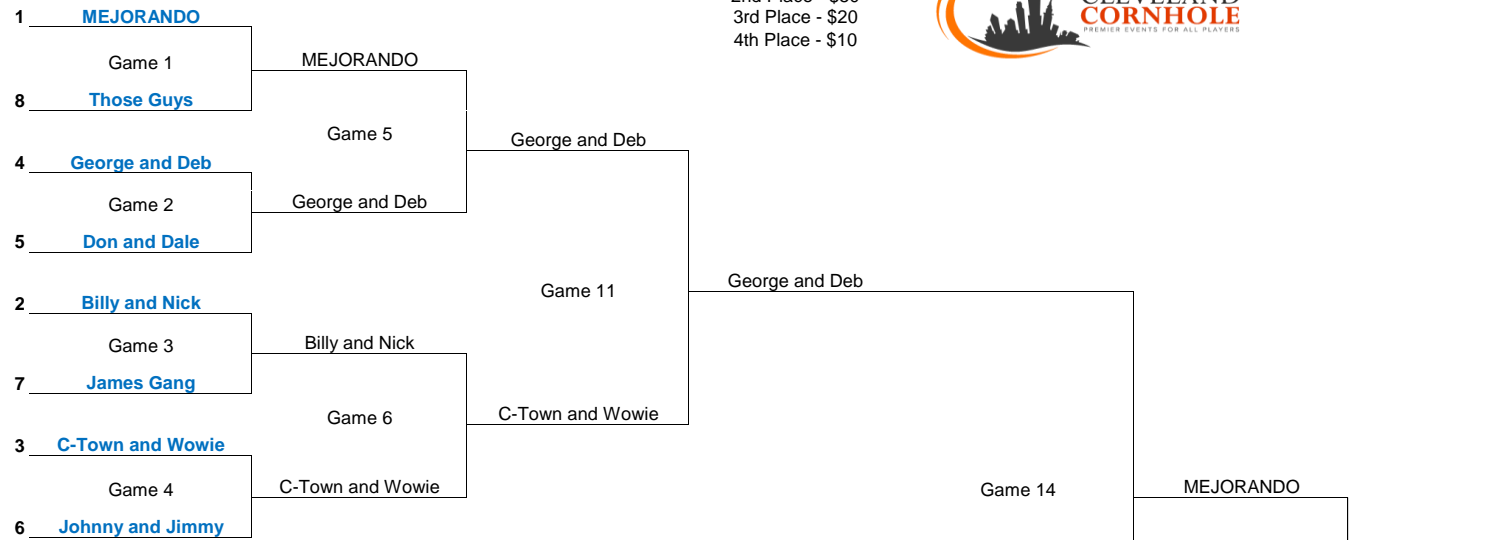 1 MEJORANDO
Game 1
8 Those Guys
4 George and Deb
Game 2
5 Don and Dale
2 Billy and Nick
Game 3
7 James Gang
3 C-Town and Wowie
Game 4
6 Johnny and Jimmy
MEJORANDO
Game 5
George and Deb
Billy and Nick
Game 6
C-Town and Wowie
George and Deb
Game 11
C-Town and Wowie
3rd Place - $20
4th Place - $10
George and Deb
CLEVELAND
CORNHOLE
PREMIER EVENTS FOR ALL PLAYERS
Game 14
MEJORANDO